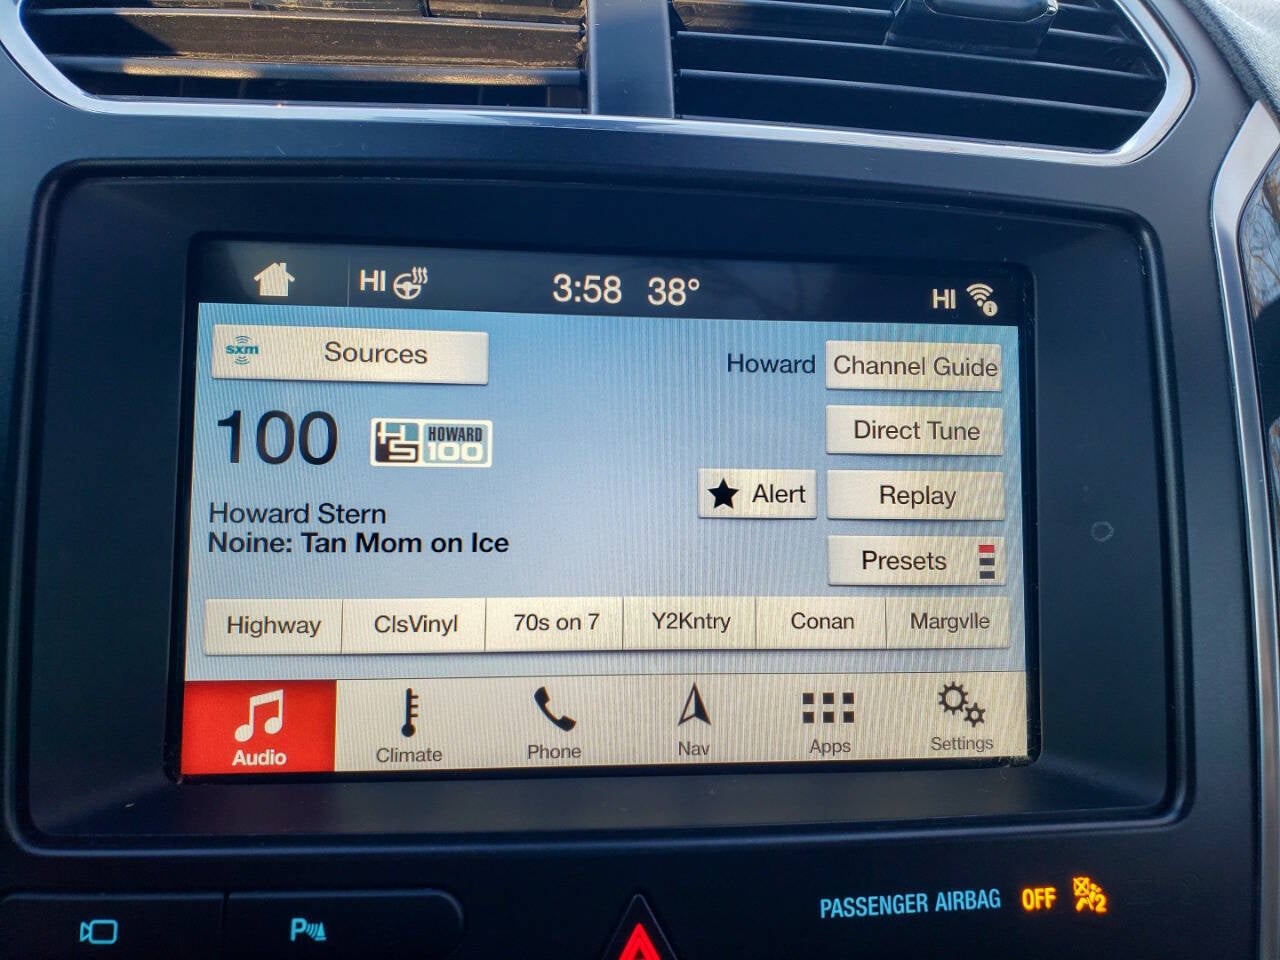 HI 3:58 38° HI
sxm Sources
Howard Channel Guide
100 HS HOWARD 100
Direct Tune
Alert Replay
Howard Stern
Noine: Tan Mom on Ice
Presets
Highway ClsVinyl 70s on 7 Y2Kntry Conan Margvlle
Audio Climate Phone Nav Apps Settings
P PASSENGER AIRBAG OFF 2